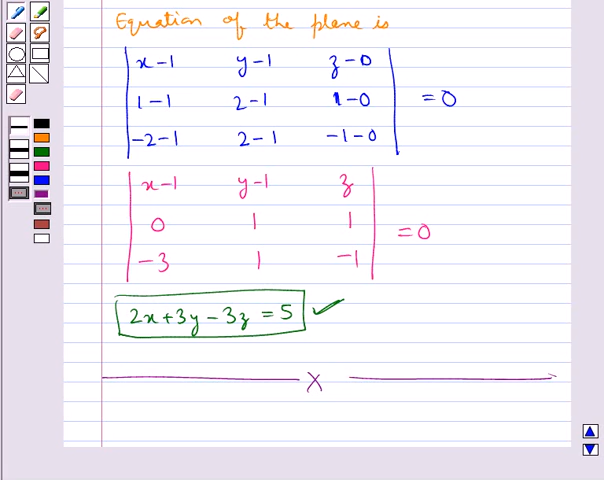 Equation of the plane is
| x-1 y-1 z-0 |
| 1-1 2-1 1-0 | = 0
| -2-1 2-1 -1-0 |
| x-1 y-1 z |
| 0 1 1 | = 0
| -3 1 -1 |
2x+3y-3z = 5 ✓
X